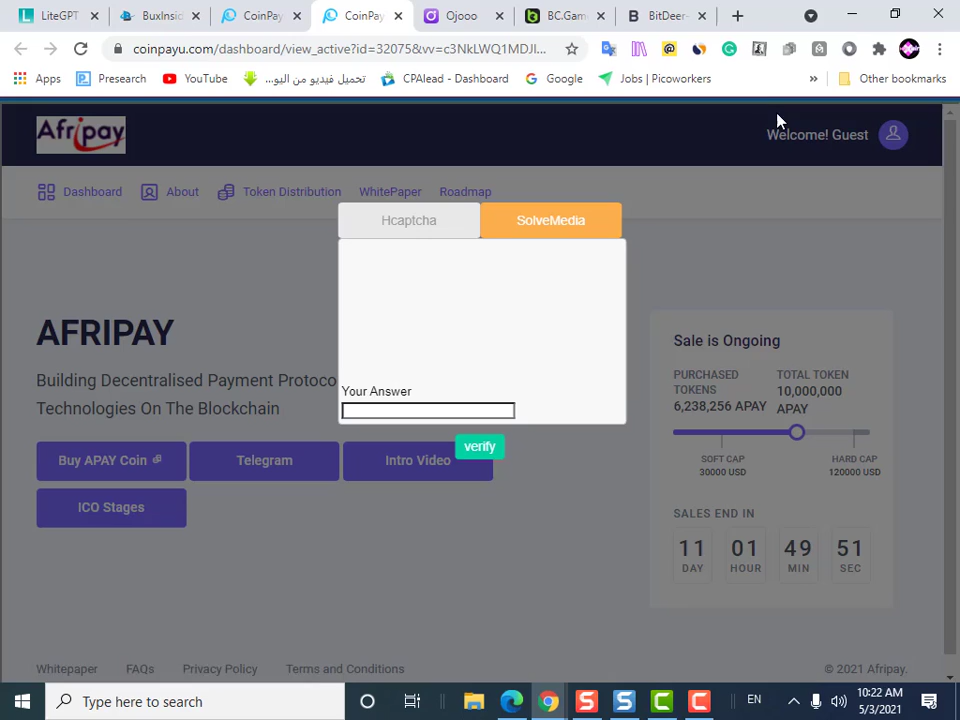 LiteGPT
BuxInsid
CoinPay
CoinPay
Ojooo
BC.Gam
BitDeer-
coinpayu.com/dashboard/view_active?id=32075&vv=c3NkLWQ1MDJl...
Apps
Presearch
YouTube
تحميل فيديو من اليو...
CPAlead - Dashboard
Google
Jobs | Picoworkers
»
Other bookmarks
Afripay
Welcome! Guest
Dashboard
About
Token Distribution
WhitePaper
Roadmap
Hcaptcha
SolveMedia
Your Answer
verify
AFRIPAY
Building Decentralised Payment Protoco
Technologies On The Blockchain
Buy APAY Coin
Telegram
Intro Video
ICO Stages
Sale is Ongoing
PURCHASED TOKENS
6,238,256 APAY
TOTAL TOKEN
10,000,000
APAY
SOFT CAP
30000 USD
HARD CAP
120000 USD
SALES END IN
11 01 49 51
DAY HOUR MIN SEC
Whitepaper
FAQs
Privacy Policy
Terms and Conditions
© 2021 Afripay.
Type here to search
EN
10:22 AM
5/3/2021